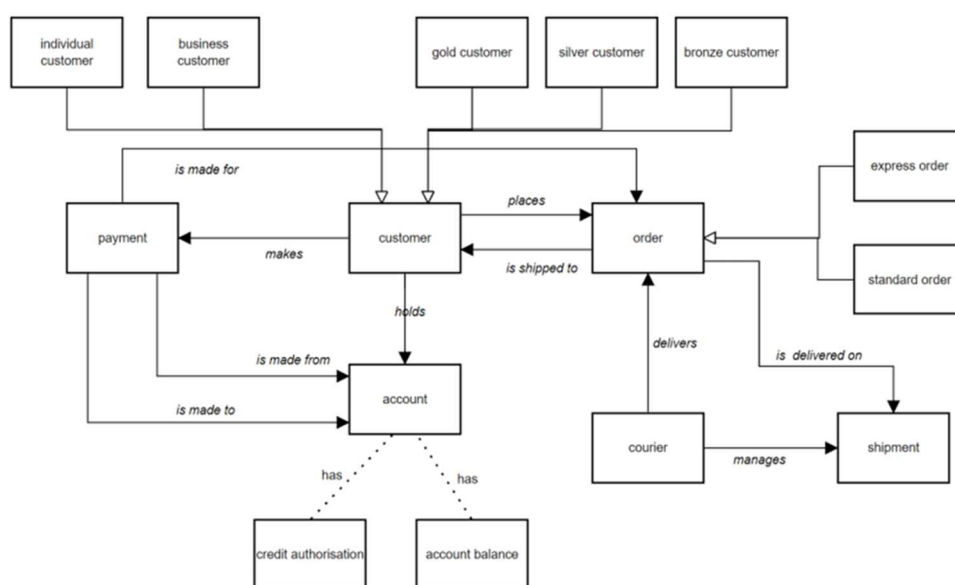 individual
customer
business
customer
gold customer
silver customer
bronze customer
is made for
express order
places
payment
customer
order
makes
is shipped to
standard order
holds
delivers
is made from
is delivered on
account
is made to
courier
manages
shipment
has
has
credit authorisation
account balance